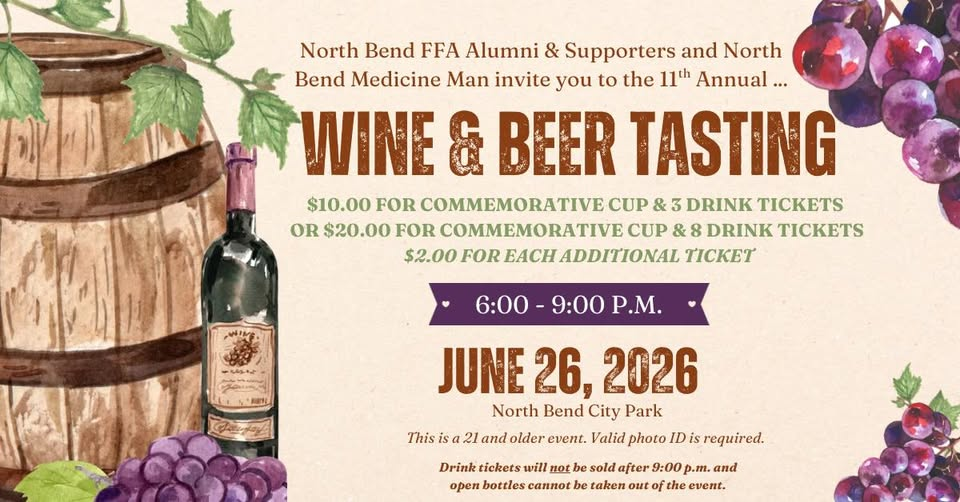 North Bend FFA Alumni & Supporters and North
Bend Medicine Man invite you to the 11th Annual ...
WINE & BEER TASTING
$10.00 FOR COMMEMORATIVE CUP & 3 DRINK TICKETS
OR $20.00 FOR COMMEMORATIVE CUP & 8 DRINK TICKETS
$2.00 FOR EACH ADDITIONAL TICKET
6:00 - 9:00 P.M.
JUNE 26, 2026
North Bend City Park
This is a 21 and older event. Valid photo ID is required.
Drink tickets will not be sold after 9:00 p.m. and
open bottles cannot be taken out of the event.
WINE